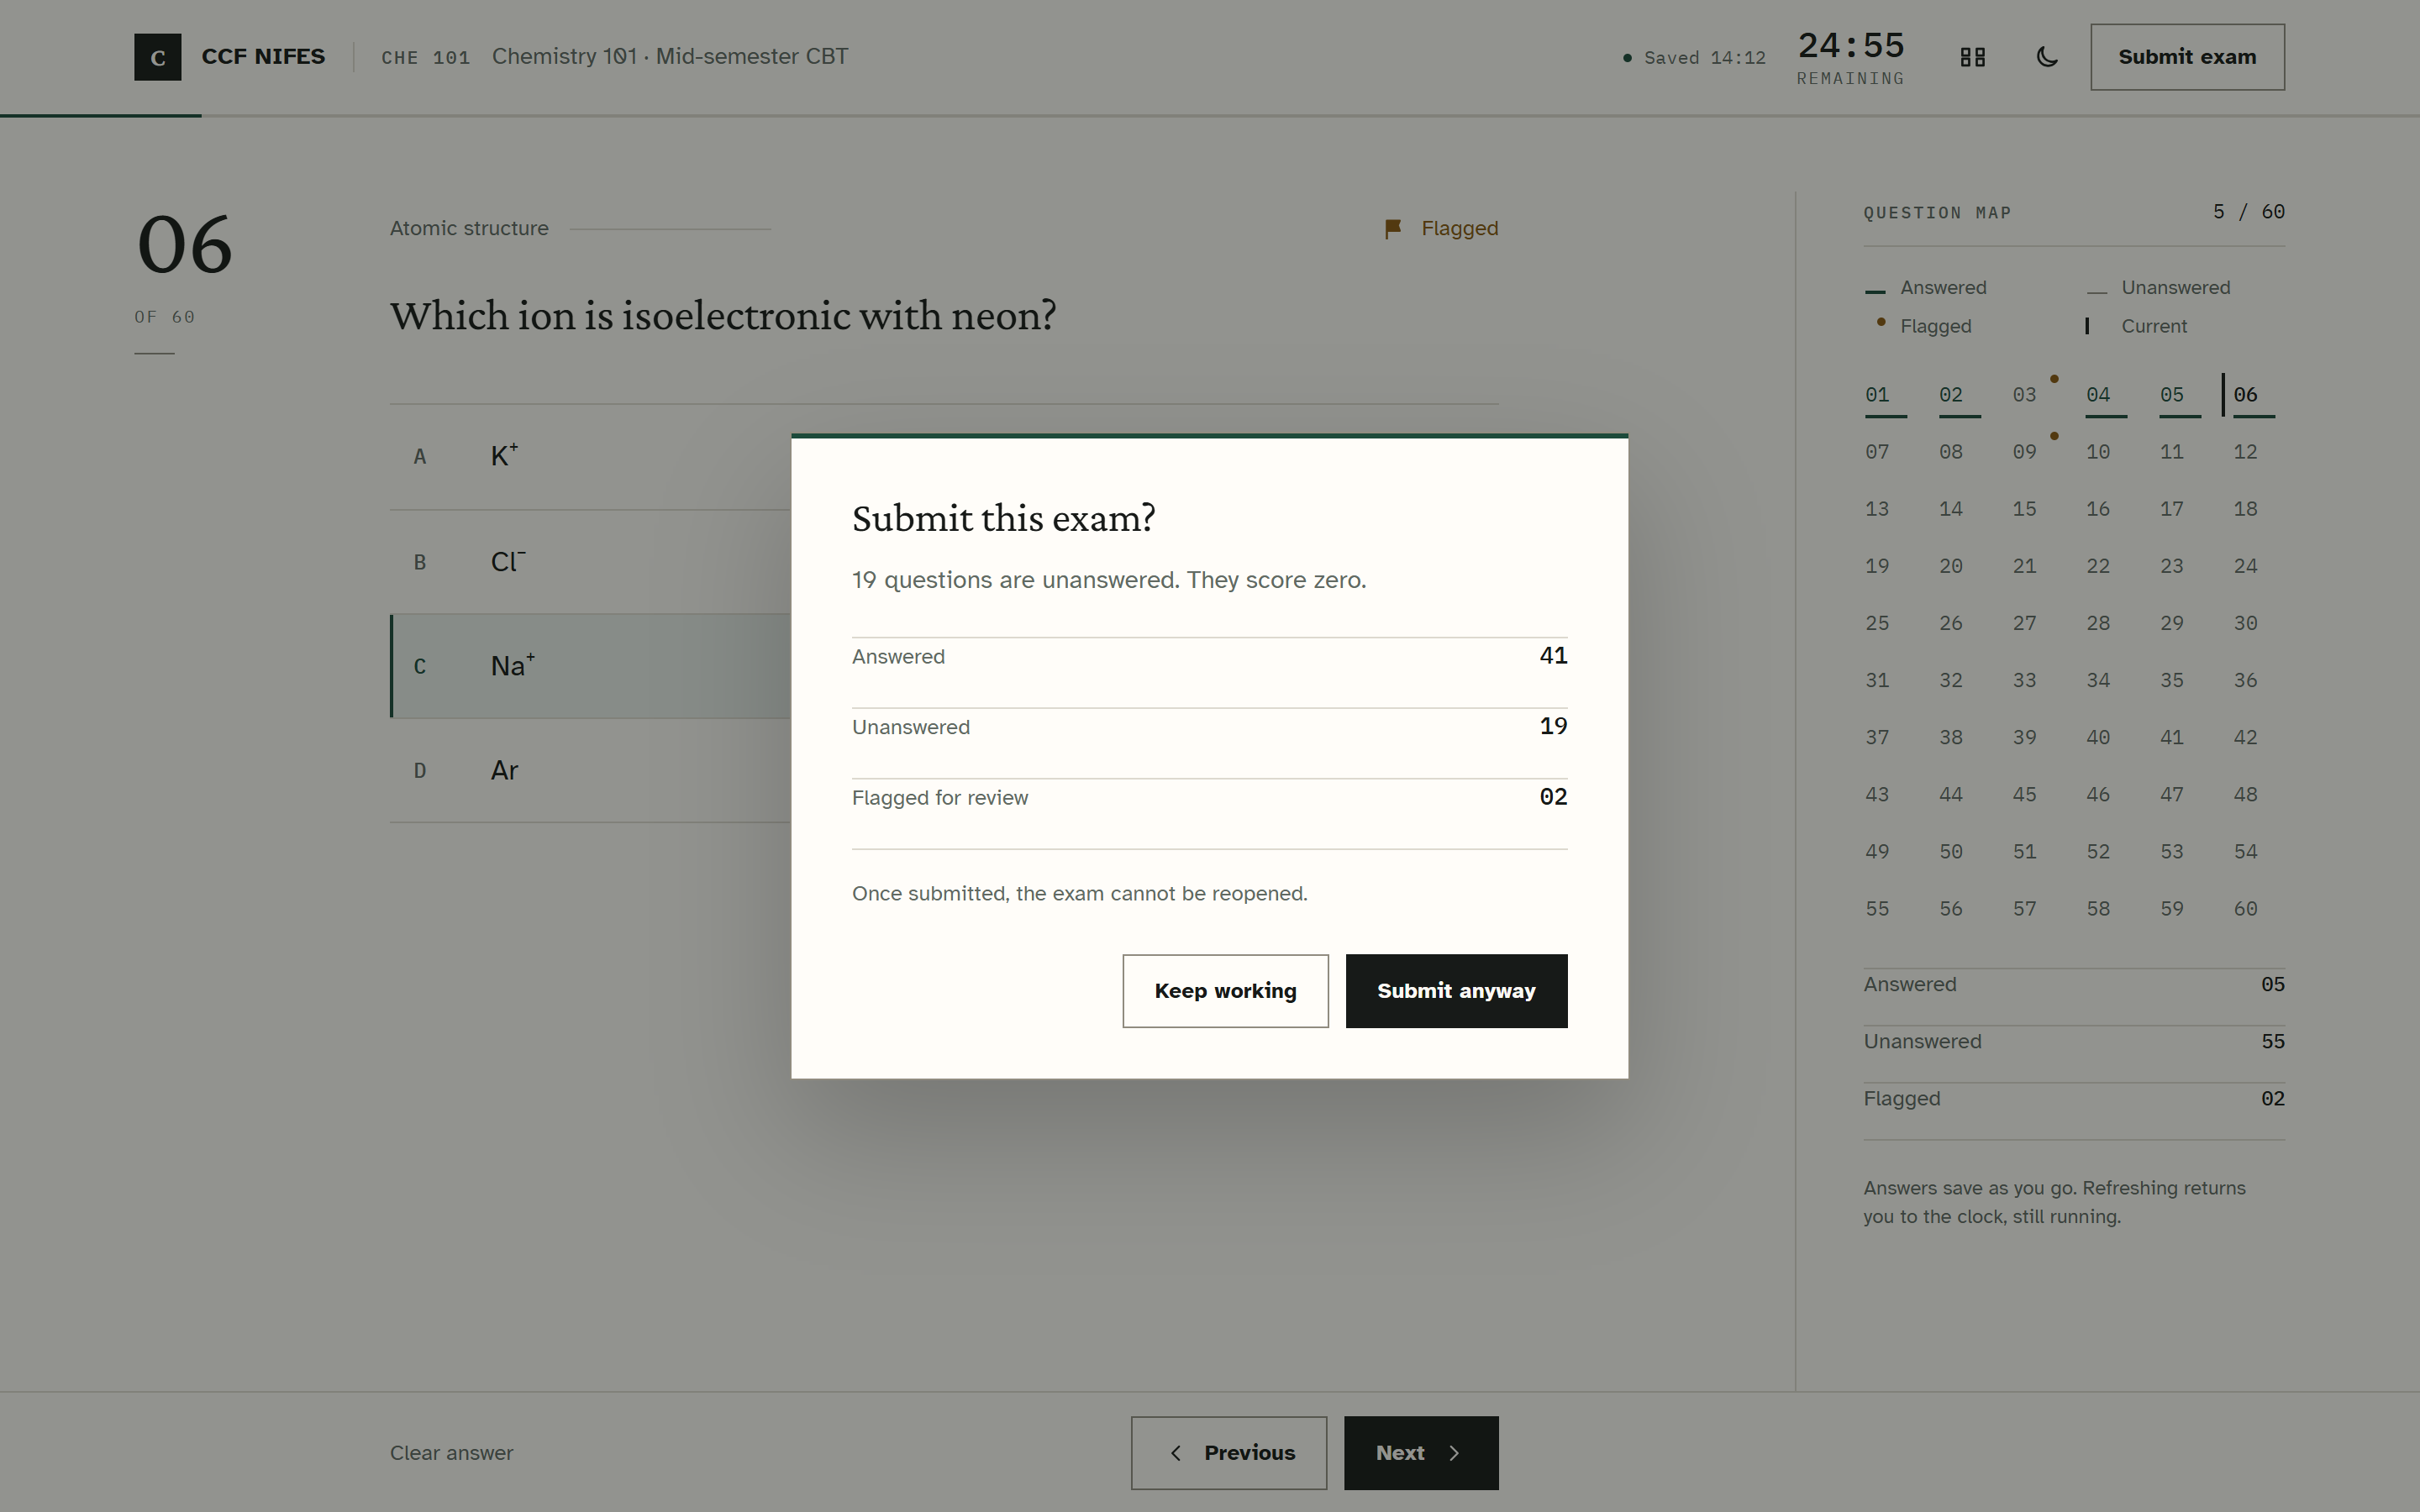 C CCF NIFES CHE 101 Chemistry 101 · Mid-semester CBT Saved 14:12 24:55 REMAINING Submit exam
06
OF 60
Atomic structure Flagged
Which ion is isoelectronic with neon?
A K⁺
B Cl⁻
C Na⁺
D Ar
Submit this exam?
19 questions are unanswered. They score zero.
Answered 41
Unanswered 19
Flagged for review 02
Once submitted, the exam cannot be reopened.
Keep working Submit anyway
QUESTION MAP 5 / 60
Answered Unanswered
Flagged Current
01 02 03 04 05 06
07 08 09 10 11 12
13 14 15 16 17 18
19 20 21 22 23 24
25 26 27 28 29 30
31 32 33 34 35 36
37 38 39 40 41 42
43 44 45 46 47 48
49 50 51 52 53 54
55 56 57 58 59 60
Answered 05
Unanswered 55
Flagged 02
Answers save as you go. Refreshing returns
you to the clock, still running.
Clear answer Previous Next